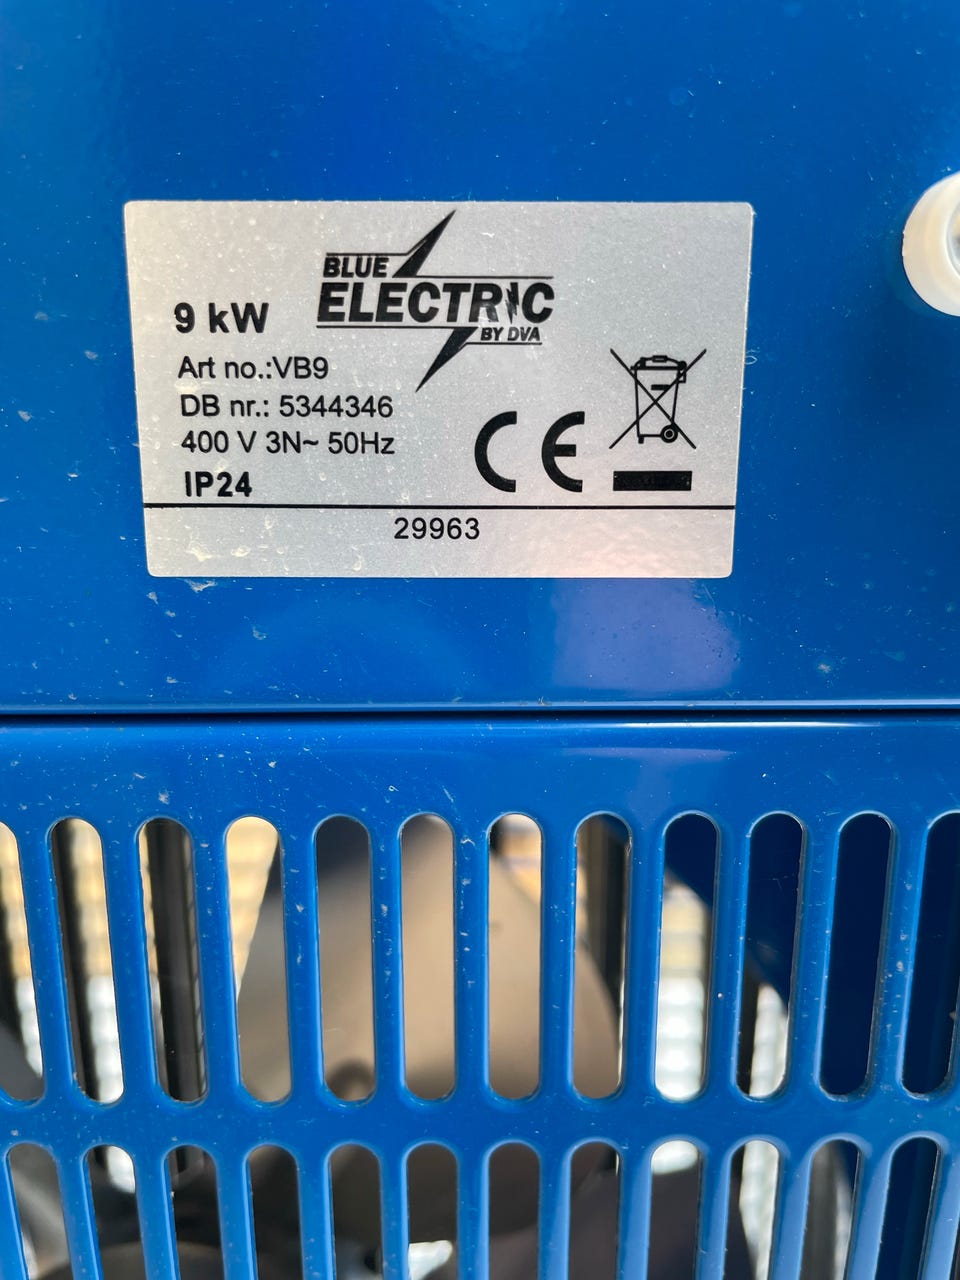 BLUE
ELECTRIC
BY DVA
9 kW
Art no.:VB9
DB nr.: 5344346
400 V 3N~ 50Hz
IP24
CE
29963